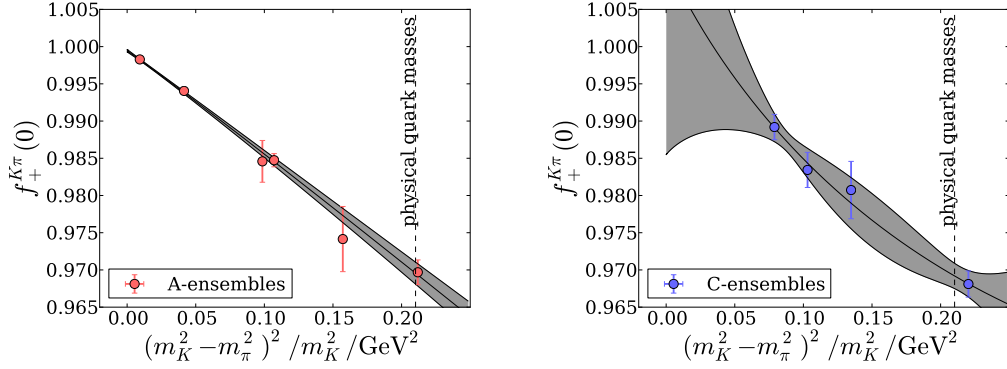 1.005
1.000
0.995
0.990
0.985
0.980
0.975
0.970
0.965
0.00 0.05 0.10 0.15 0.20
f_+^{Kπ}(0)
physical quark masses
A-ensembles
(m_K^2 − m_π^2)^2 / m_K^2 / GeV^2
1.005
1.000
0.995
0.990
0.985
0.980
0.975
0.970
0.965
0.00 0.05 0.10 0.15 0.20
f_+^{Kπ}(0)
physical quark masses
C-ensembles
(m_K^2 − m_π^2)^2 / m_K^2 / GeV^2